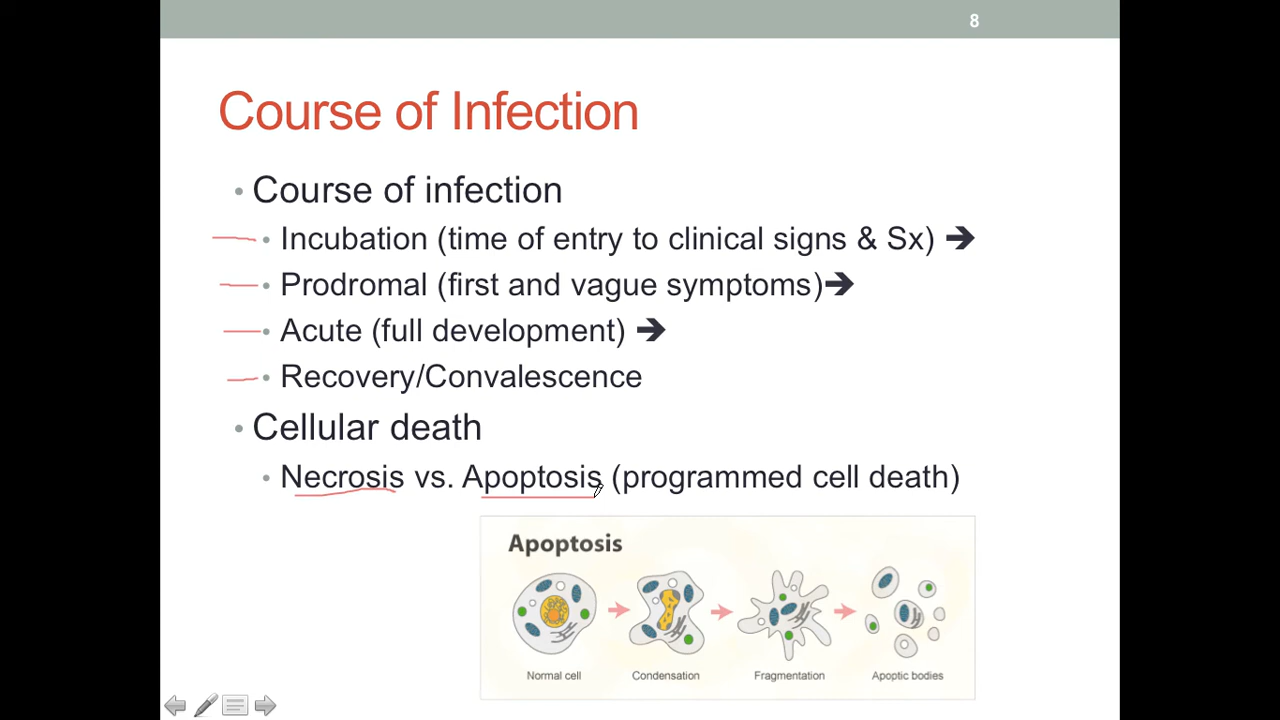 8
Course of Infection
• Course of infection
• Incubation (time of entry to clinical signs & Sx) ➔
• Prodromal (first and vague symptoms)➔
• Acute (full development) ➔
• Recovery/Convalescence
• Cellular death
• Necrosis vs. Apoptosis (programmed cell death)
Apoptosis
Normal cell Condensation Fragmentation Apoptic bodies